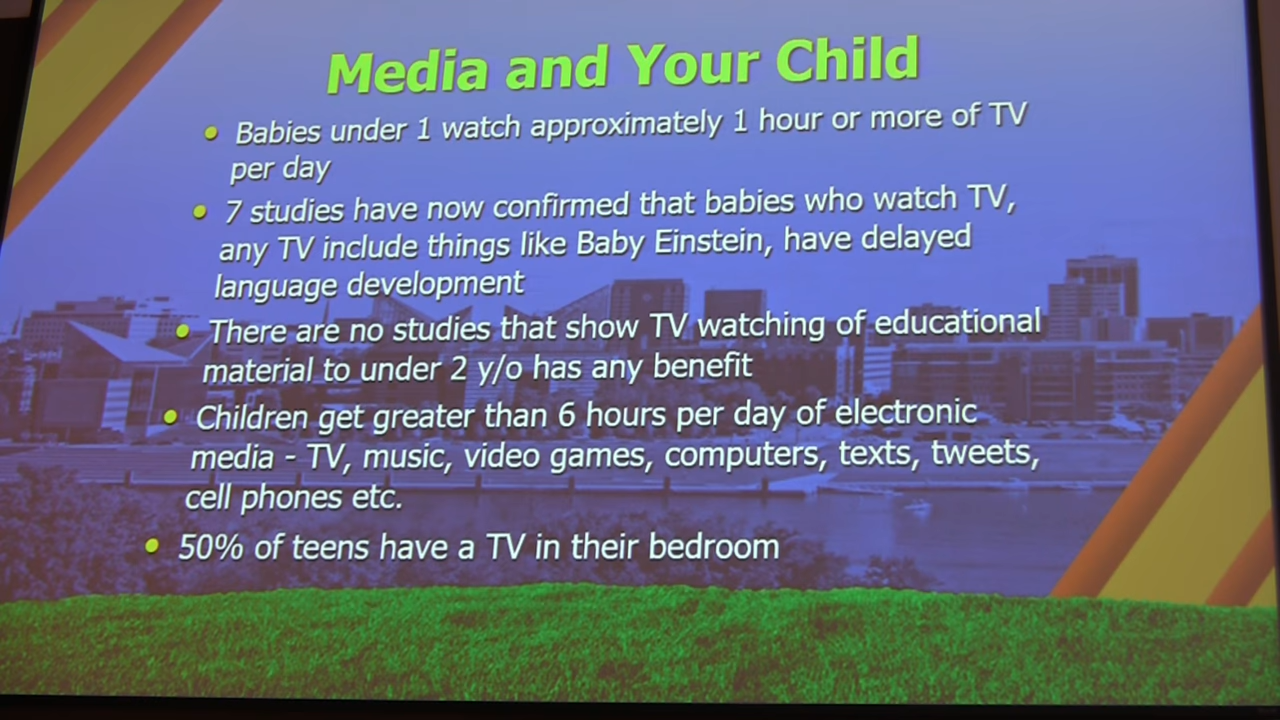 Media and Your Child
• Babies under 1 watch approximately 1 hour or more of TV
per day
• 7 studies have now confirmed that babies who watch TV,
any TV include things like Baby Einstein, have delayed
language development
• There are no studies that show TV watching of educational
material to under 2 y/o has any benefit
• Children get greater than 6 hours per day of electronic
media - TV, music, video games, computers, texts, tweets,
cell phones etc.
• 50% of teens have a TV in their bedroom